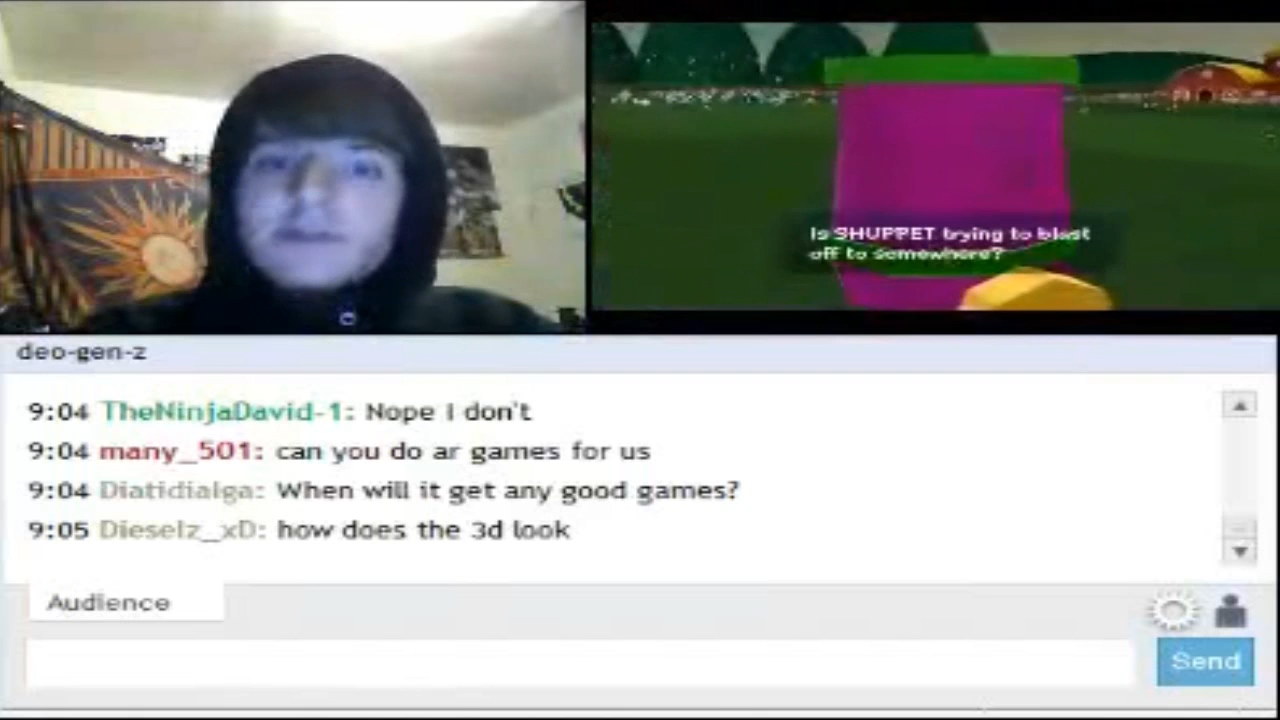 Is SHUPPET trying to blast
off to somewhere?
deo-gen-z
9:04 TheNinjaDavid-1: Nope I don't
9:04 many_501: can you do ar games for us
9:04 Diatidialga: When will it get any good games?
9:05 Dieselz_xD: how does the 3d look
Audience
Send